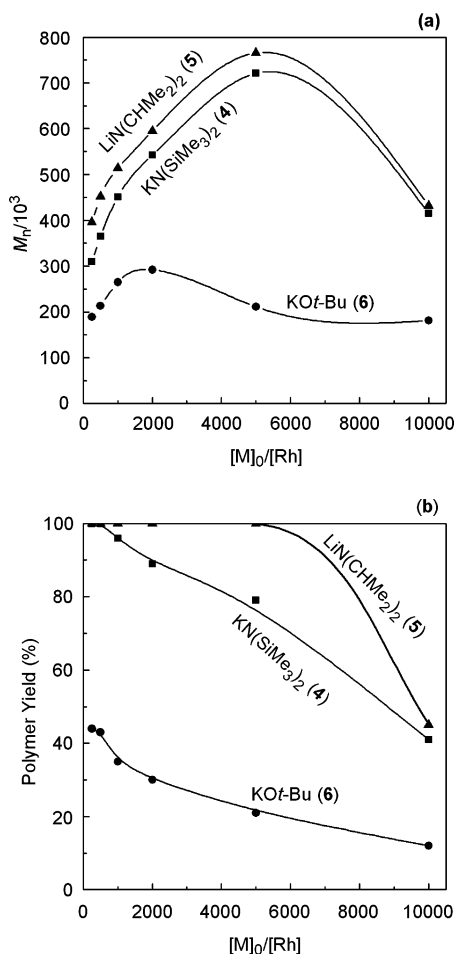 (a)
800
700
600
500
400
300
200
100
0
Mn/10³
LiN(CHMe2)2 (5)
KN(SiMe3)2 (4)
KOt-Bu (6)
0 2000 4000 6000 8000 10000
[M]0/[Rh]
(b)
100
80
60
40
20
0
Polymer Yield (%)
LiN(CHMe2)2 (5)
KN(SiMe3)2 (4)
KOt-Bu (6)
0 2000 4000 6000 8000 10000
[M]0/[Rh]